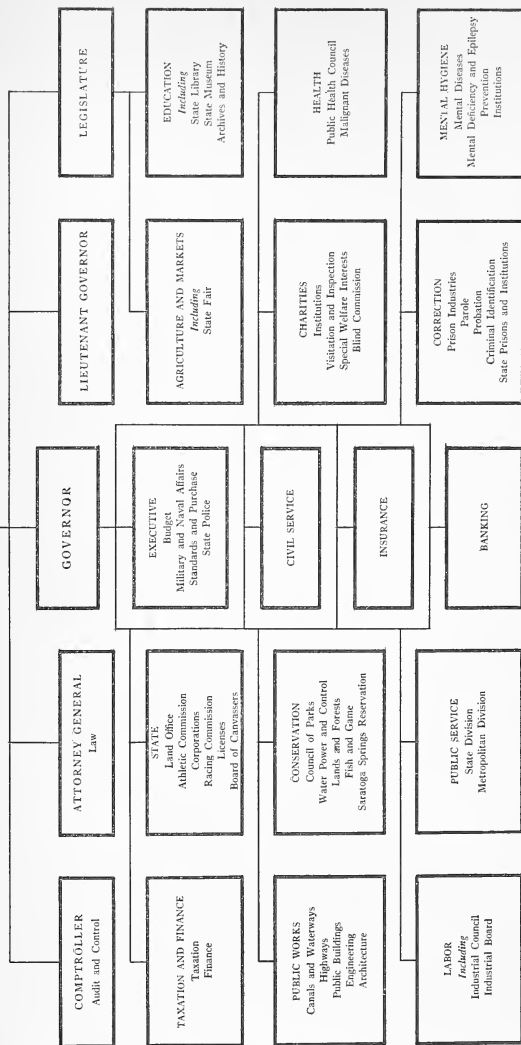 COMPTROLLER
Audit and Control
ATTORNEY GENERAL
Law
GOVERNOR
LIEUTENANT GOVERNOR
LEGISLATURE
TAXATION AND FINANCE
Taxation
Finance
STATE
Land Office
Athletic Commission
Corporations
Racing Commission
Licenses
Board of Canvassers
EXECUTIVE
Budget
Military and Naval Affairs
Standards and Purchase
State Police
AGRICULTURE AND MARKETS
Including
State Fair
EDUCATION
Including
State Library
State Museum
Archives and History
PUBLIC WORKS
Canals and Waterways
Highways
Public Buildings
Engineering
Architecture
CONSERVATION
Council of Parks
Water Power and Control
Lands and Forests
Fish and Game
Saratoga Springs Reservation
CIVIL SERVICE
INSURANCE
CHARITIES
Institutions
Visitation and Inspection
Special Welfare Interests
Blind Commission
HEALTH
Public Health Council
Malignant Diseases
LABOR
Including
Industrial Council
Industrial Board
PUBLIC SERVICE
State Division
Metropolitan Division
BANKING
CORRECTION
Prison Industries
Parole
Probation
Criminal Identification
State Prisons and Institutions
MENTAL HYGIENE
Mental Diseases
Mental Deficiency and Epilepsy
Prevention
Institutions